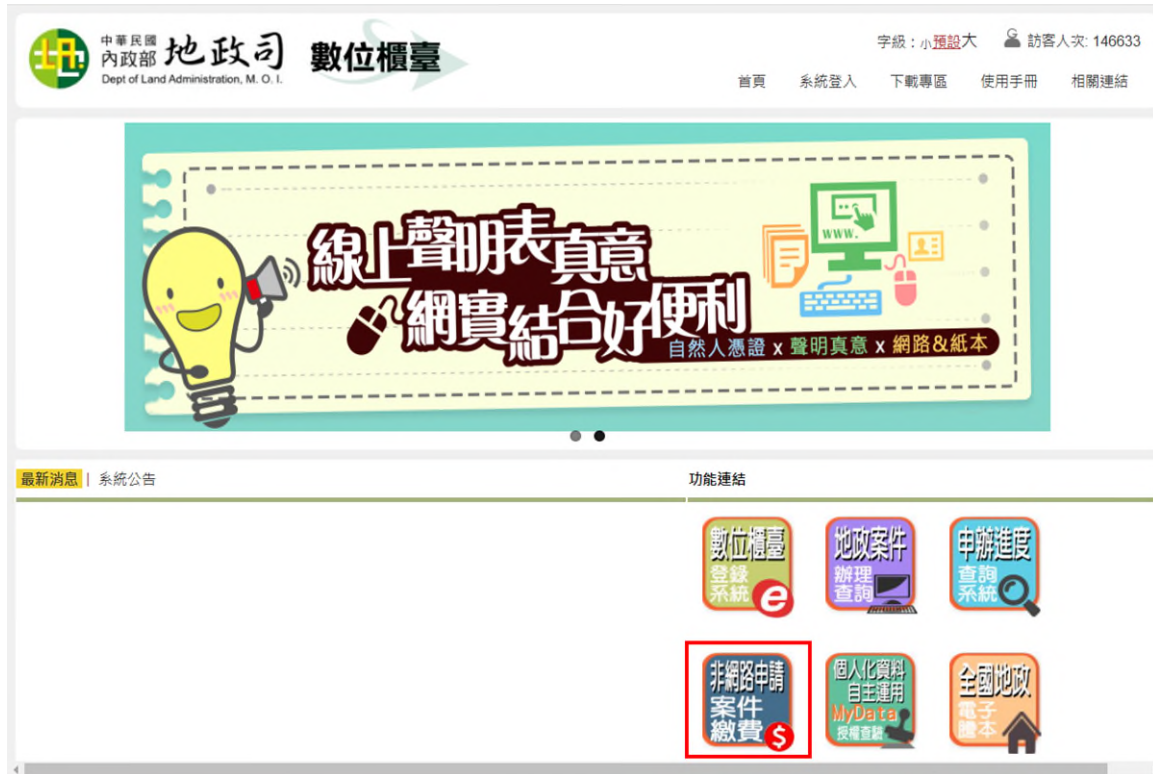 中華民國
內政部
地政司
Dept of Land Administration, M. O. I.
數位櫃臺
字級：小預設大
訪客人次: 146633
首頁 系統登入 下載專區 使用手冊 相關連結
www.
線上聲明表真意
網實結合好便利
自然人憑證 x 聲明真意 x 網路&紙本
最新消息 | 系統公告
功能連結
數位櫃臺
登錄
系統
e
地政案件
辦理
查詢
申辦進度
查詢
系統
非網路申請
案件
繳費
$
個人化資料
自主運用
MyData
授權查驗
全國地政
電子
謄本